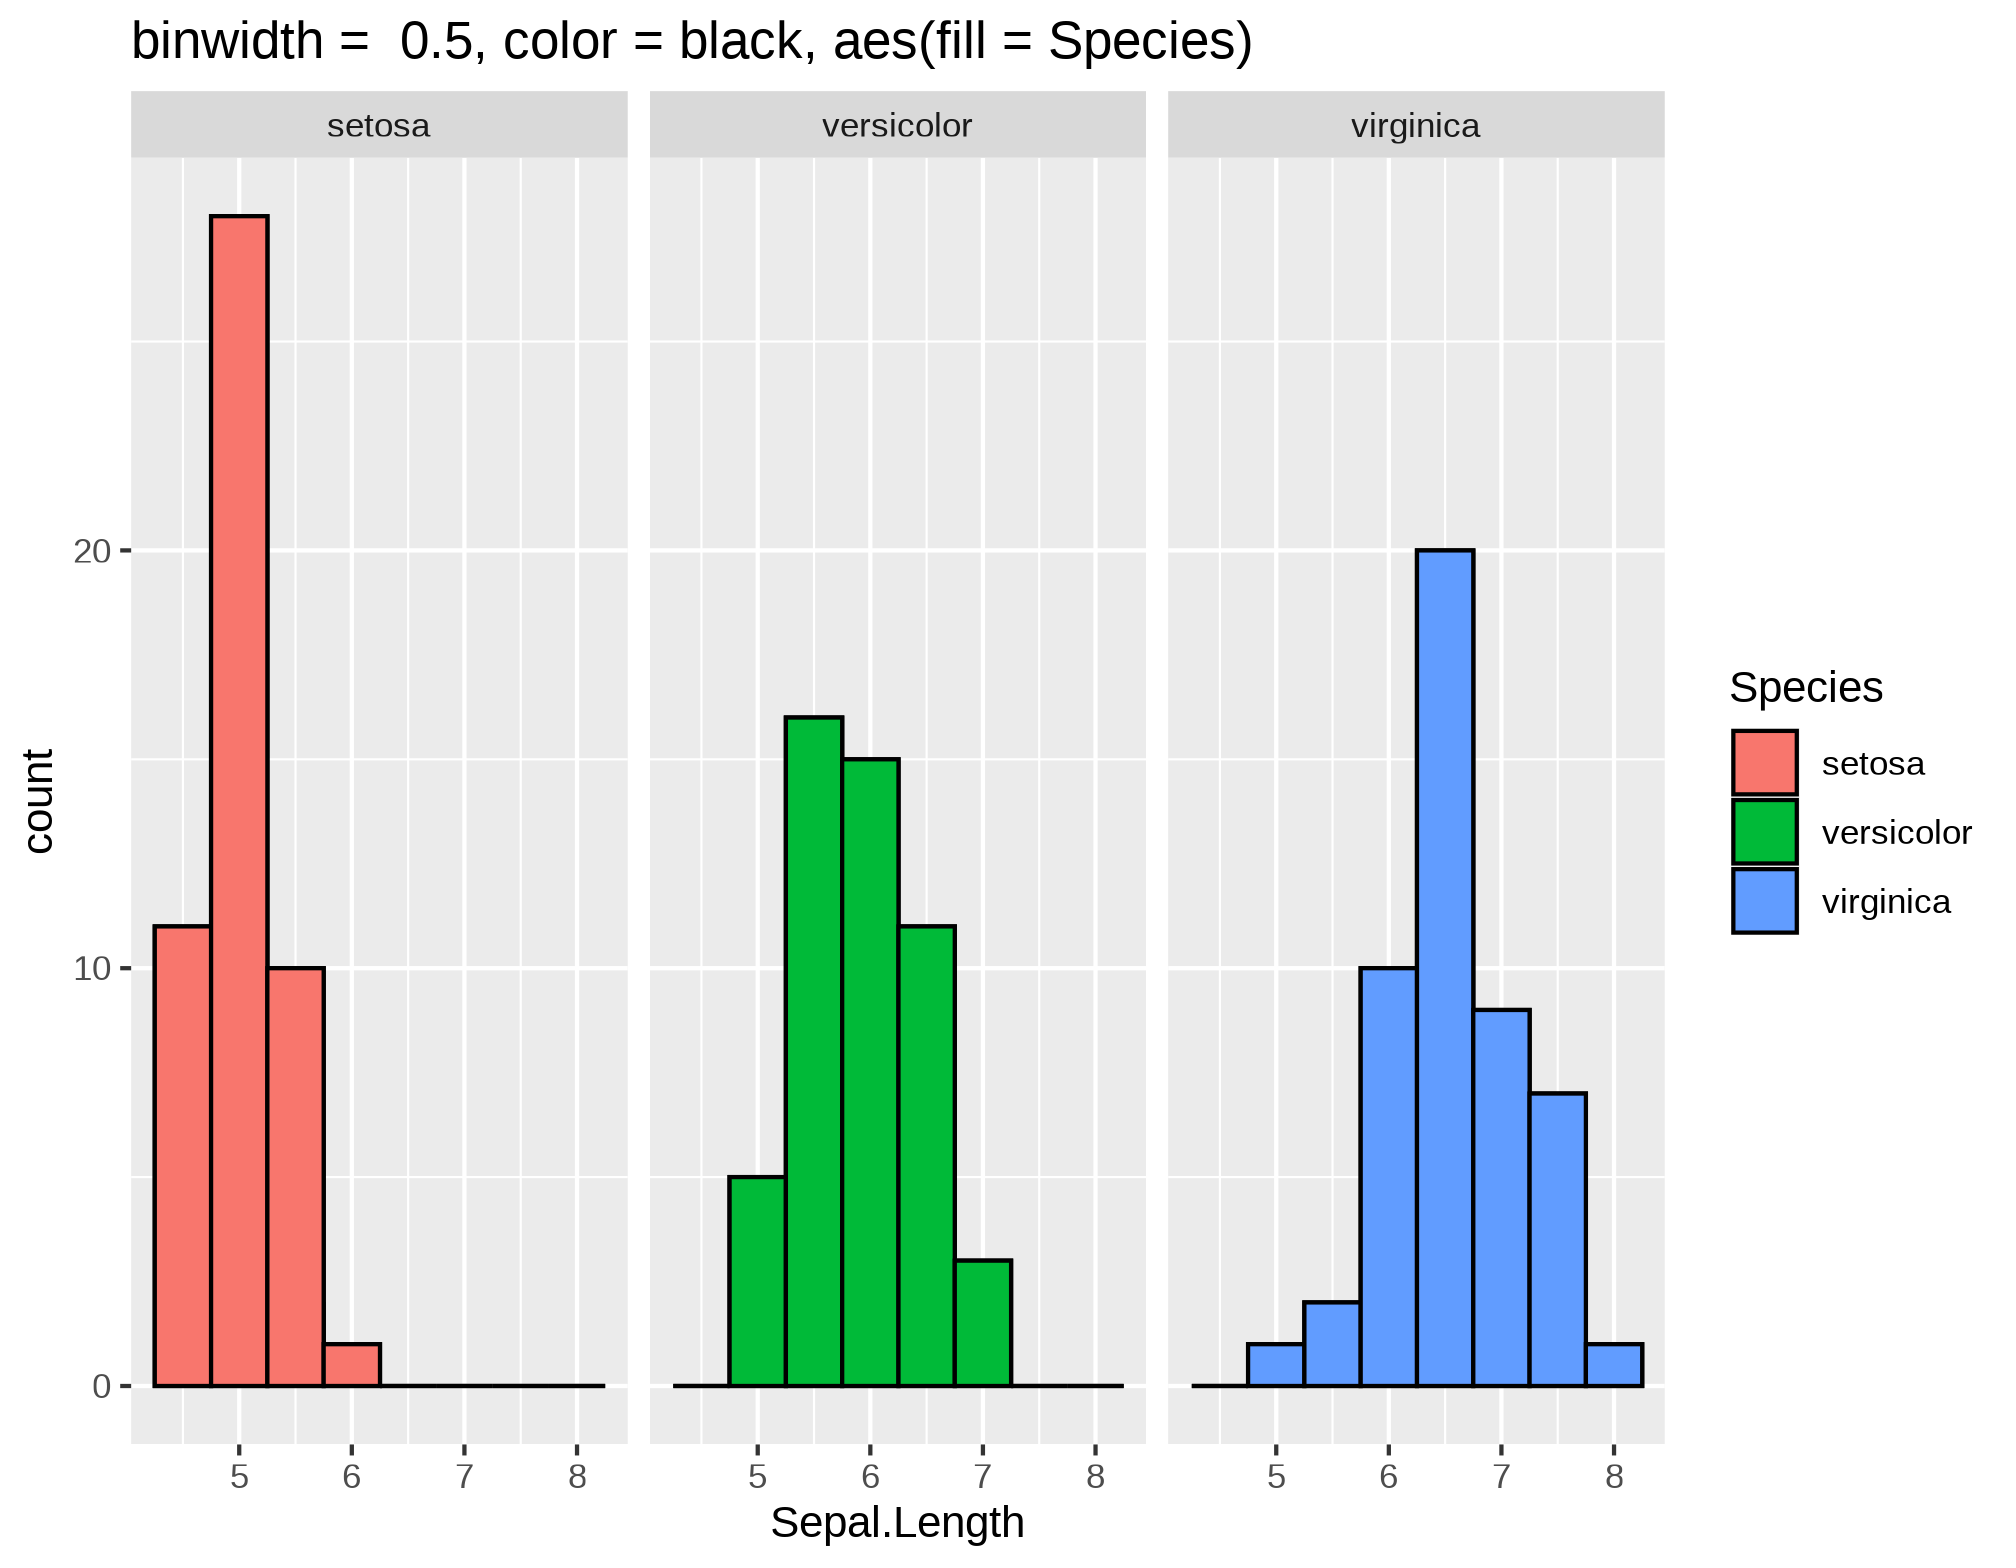 binwidth =  0.5, color = black, aes(fill = Species)
setosa
versicolor
virginica
count
20
10
0
5 6 7 8
5 6 7 8
5 6 7 8
Sepal.Length
Species
setosa
versicolor
virginica